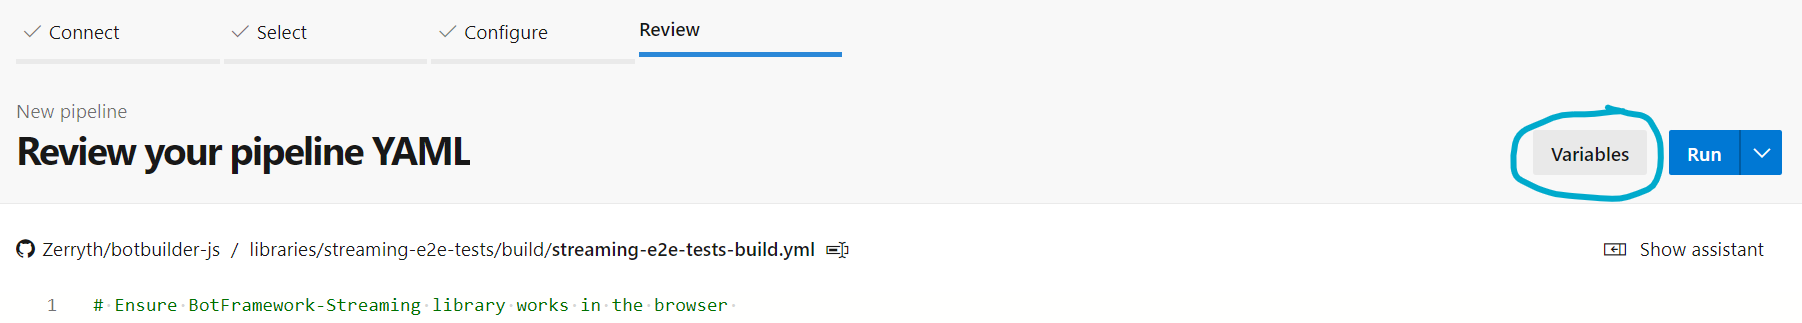 Connect Select Configure Review
New pipeline
Review your pipeline YAML
Variables Run
Zerryth/botbuilder-js / libraries/streaming-e2e-tests/build/streaming-e2e-tests-build.yml Show assistant
1 # Ensure BotFramework-Streaming library works in the browser